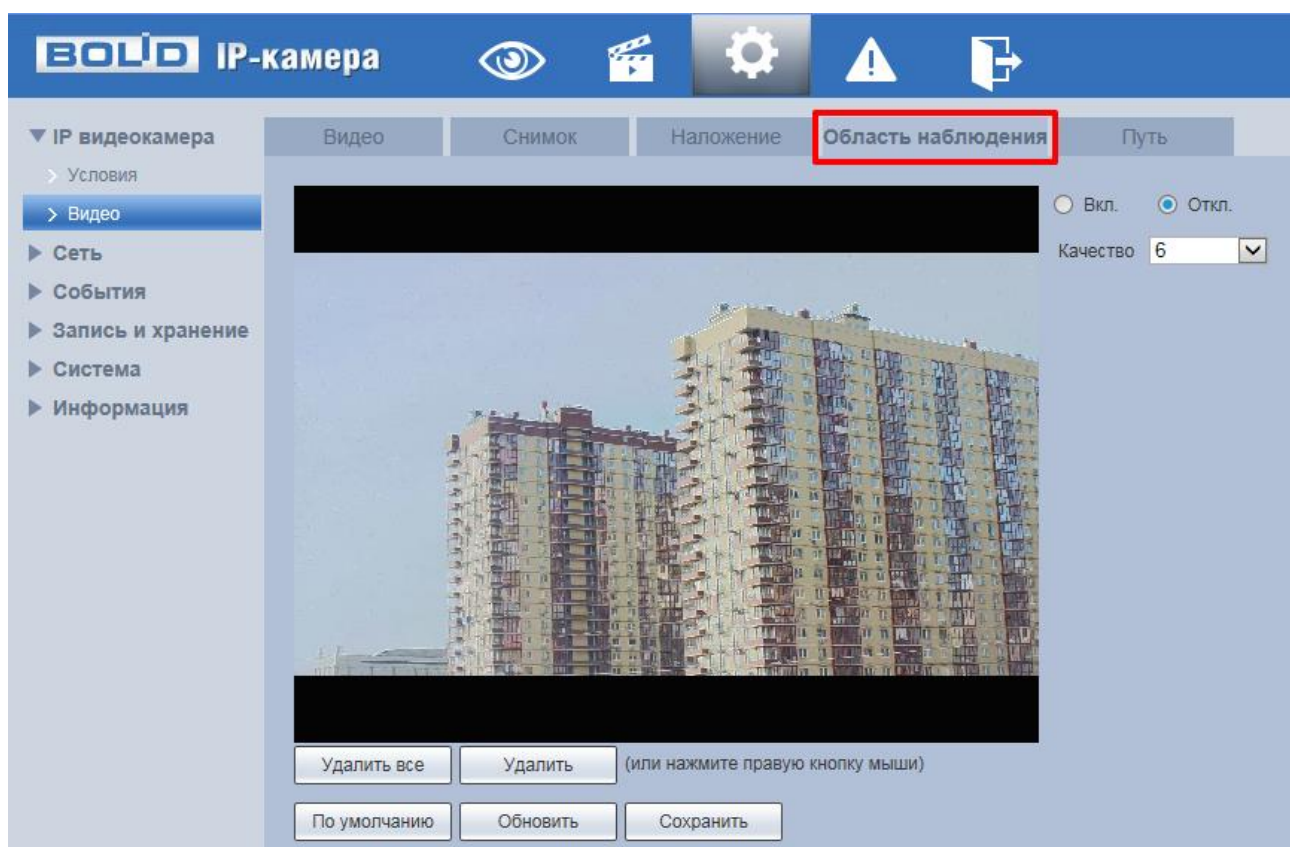 BOLID IP-камера
IP видеокамера
Условия
Видео
Сеть
События
Запись и хранение
Система
Информация
Видео Снимок Наложение Область наблюдения Путь
Вкл. Откл.
Качество 6
Удалить все Удалить (или нажмите правую кнопку мыши)
По умолчанию Обновить Сохранить